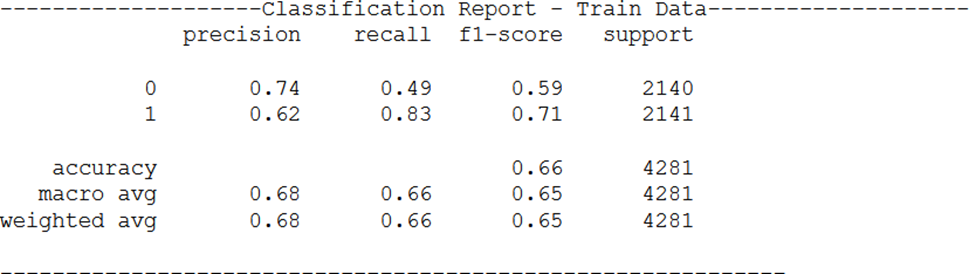 --------------------Classification Report - Train Data--------------------
              precision    recall  f1-score   support

           0       0.74      0.49      0.59      2140
           1       0.62      0.83      0.71      2141

    accuracy                           0.66      4281
   macro avg       0.68      0.66      0.65      4281
weighted avg       0.68      0.66      0.65      4281

------------------------------------------------------------